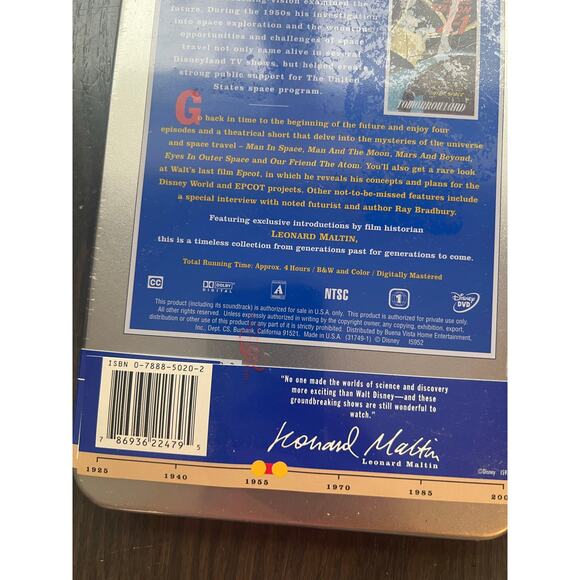 vision examined the
future. During the 1950s his investigation
into space exploration and the wondrous
opportunities and challenges of space
travel not only came alive in several
Disneyland TV shows, but helped create
strong public support for The United
States space program.
TOMORROWLAND
Go back in time to the beginning of the future and enjoy four
episodes and a theatrical short that delve into the mysteries of the universe
and space travel – Man In Space, Man And The Moon, Mars And Beyond,
Eyes In Outer Space and Our Friend The Atom. You'll also get a rare look
at Walt's last film Epcot, in which he reveals his concepts and plans for the
Disney World and EPCOT projects. Other not-to-be-missed features include
a special interview with noted futurist and author Ray Bradbury.
Featuring exclusive introductions by film historian
LEONARD MALTIN,
this is a timeless collection from generations past for generations to come.
Total Running Time: Approx. 4 Hours / B&W and Color / Digitally Mastered
CC DOLBY DIGITAL A NTSC 1 Disney DVD
This product (including its soundtrack) is authorized for sale in U.S.A. only. This product is authorized for private use only.
All other rights reserved. Unless expressly authorized in writing by the copyright owner, any copying, exhibition, export,
distribution or other use of this product or any part of it is strictly prohibited. Distributed by Buena Vista Home Entertainment,
Inc., Dept. CS, Burbank, California 91521. Made in U.S.A. (31749-1) ©Disney IS952
ISBN 0-7888-5020-2
7 86936 22479 5
"No one made the worlds of science and discovery
more exciting than Walt Disney—and these
groundbreaking shows are still wonderful to
watch."
Leonard Maltin
Leonard Maltin
©Disney IS9
1925 1940 1955 1970 1985 200